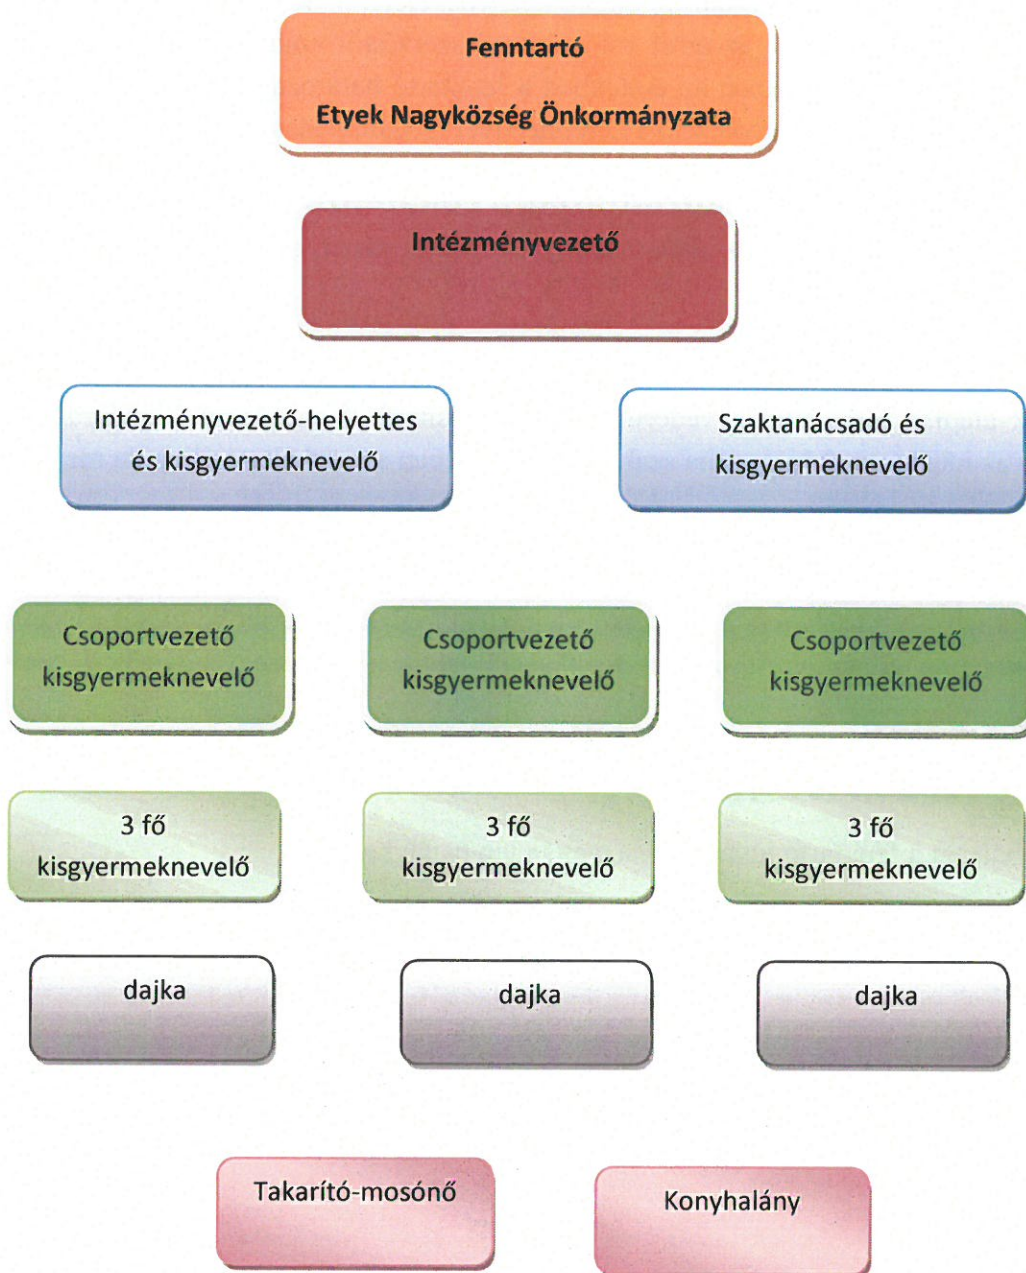 Fenntartó
Etyek Nagyközség Önkormányzata
Intézményvezető
Intézményvezető-helyettes
és kisgyermeknevelő
Szaktanácsadó és
kisgyermeknevelő
Csoportvezető
kisgyermeknevelő
Csoportvezető
kisgyermeknevelő
Csoportvezető
kisgyermeknevelő
3 fő
kisgyermeknevelő
3 fő
kisgyermeknevelő
3 fő
kisgyermeknevelő
dajka
dajka
dajka
Takarító-mosónő
Konyhalány